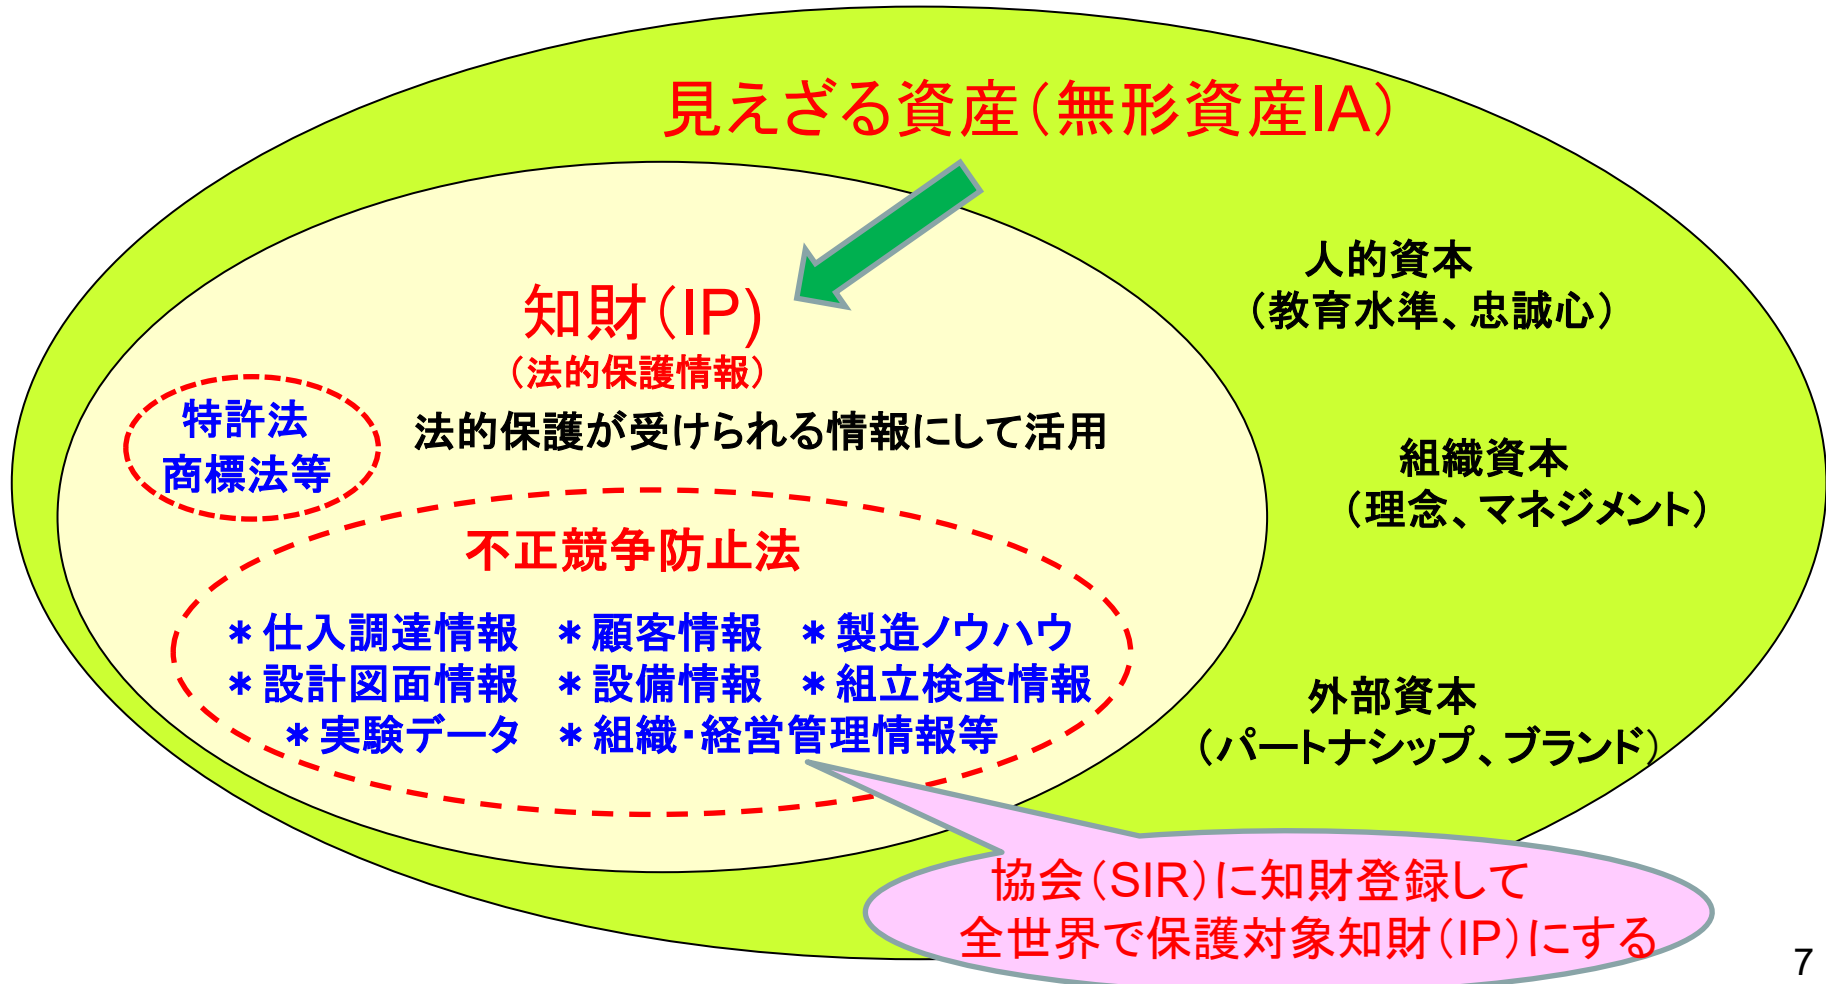 見えざる資産（無形資産IA）
人的資本
（教育水準、忠誠心）
知財（IP)
（法的保護情報）
特許法
商標法等
法的保護が受けられる情報にして活用
組織資本
（理念、マネジメント）
不正競争防止法
＊仕入調達情報　＊顧客情報　＊製造ノウハウ
＊設計図面情報　＊設備情報　＊組立検査情報
＊実験データ　＊組織・経営管理情報等
外部資本
（パートナシップ、ブランド）
協会（SIR）に知財登録して
全世界で保護対象知財（IP）にする
7